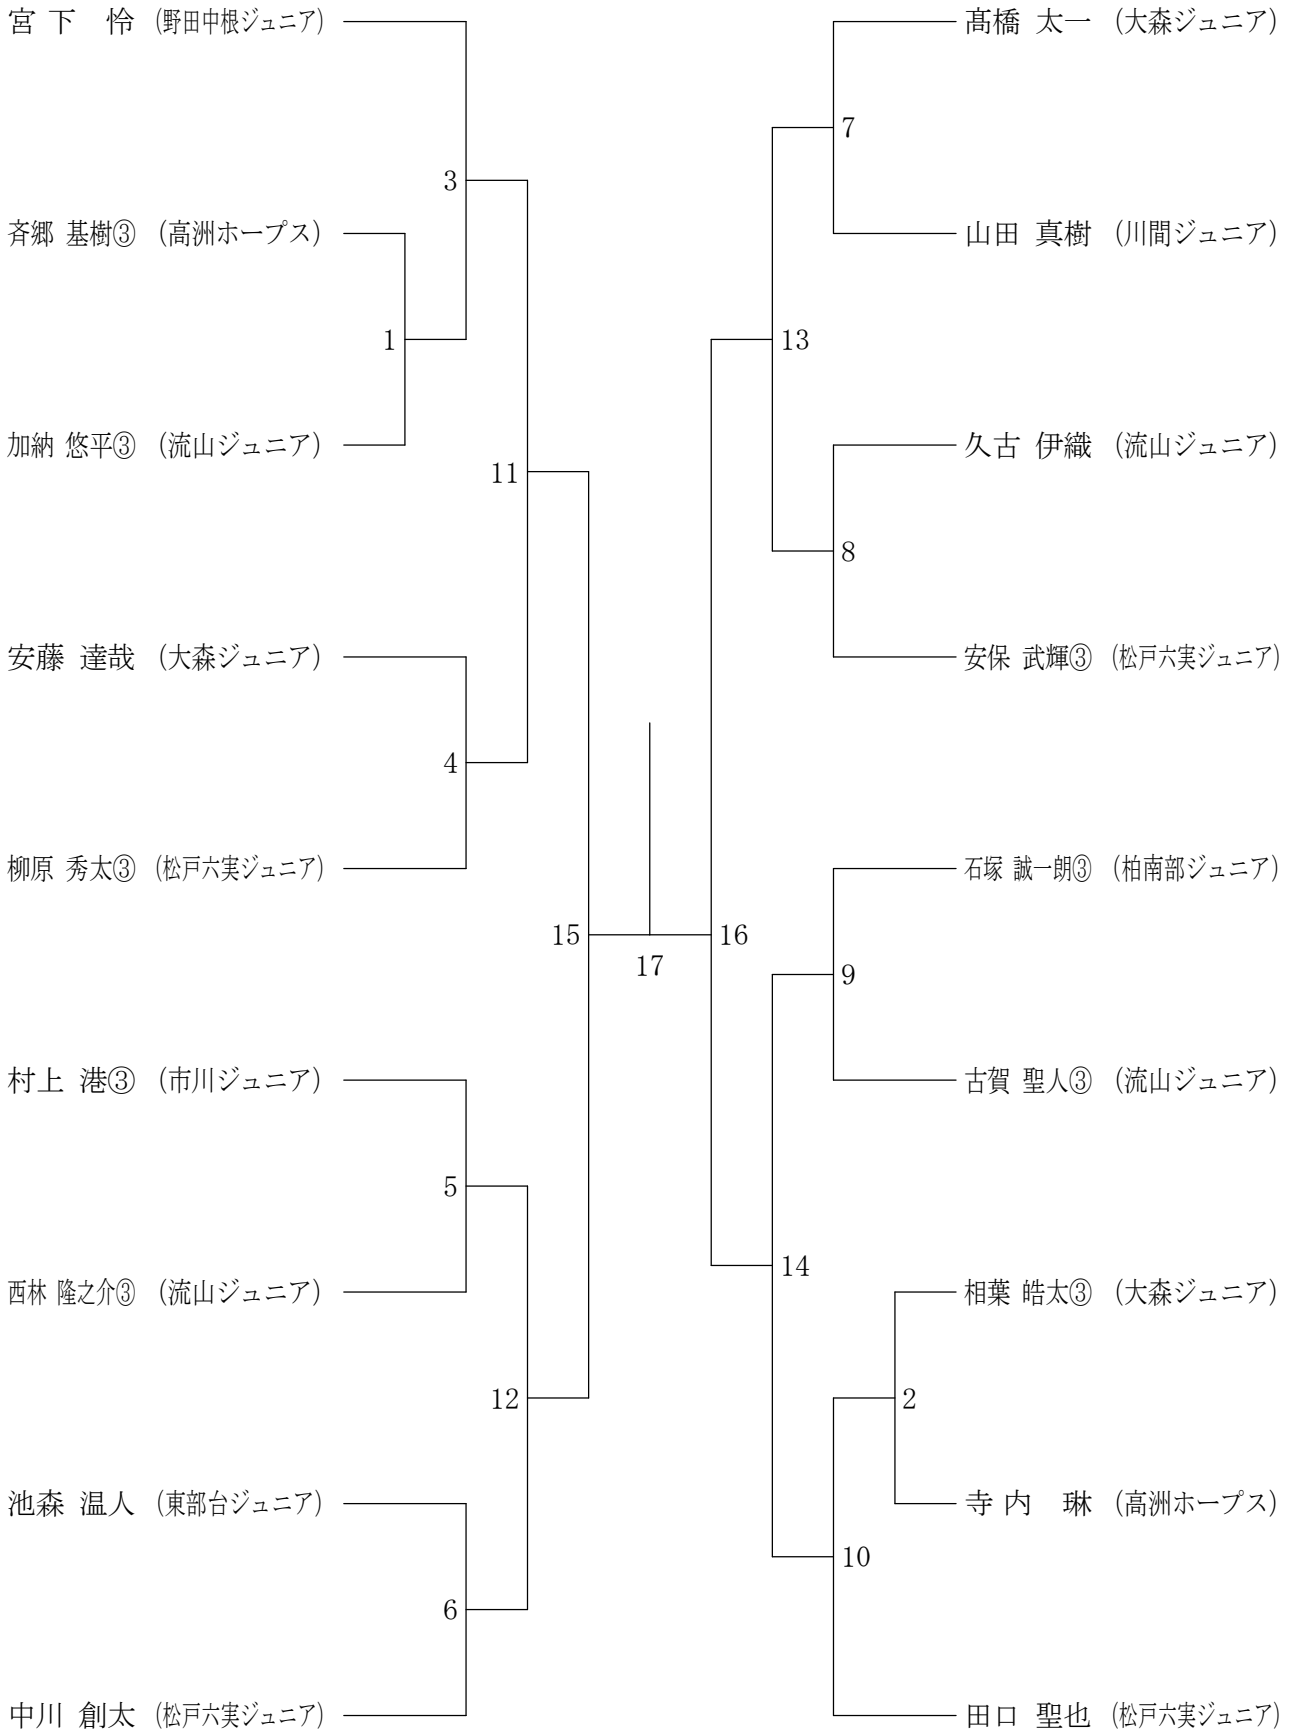 宮下 怜 (野田中根ジュニア)
3
斉郷 基樹③ (高洲ホープス)
1
加納 悠平③ (流山ジュニア)
11
安藤 達哉 (大森ジュニア)
4
柳原 秀太③ (松戸六実ジュニア)
15
村上 港③ (市川ジュニア)
5
西林 隆之介③ (流山ジュニア)
12
池森 温人 (東部台ジュニア)
6
中川 創太 (松戸六実ジュニア)
17
髙橋 太一 (大森ジュニア)
7
山田 真樹 (川間ジュニア)
13
久古 伊織 (流山ジュニア)
8
安保 武輝③ (松戸六実ジュニア)
16
石塚 誠一朗③ (柏南部ジュニア)
9
古賀 聖人③ (流山ジュニア)
14
相葉 皓太③ (大森ジュニア)
2
寺内 琳 (高洲ホープス)
10
田口 聖也 (松戸六実ジュニア)